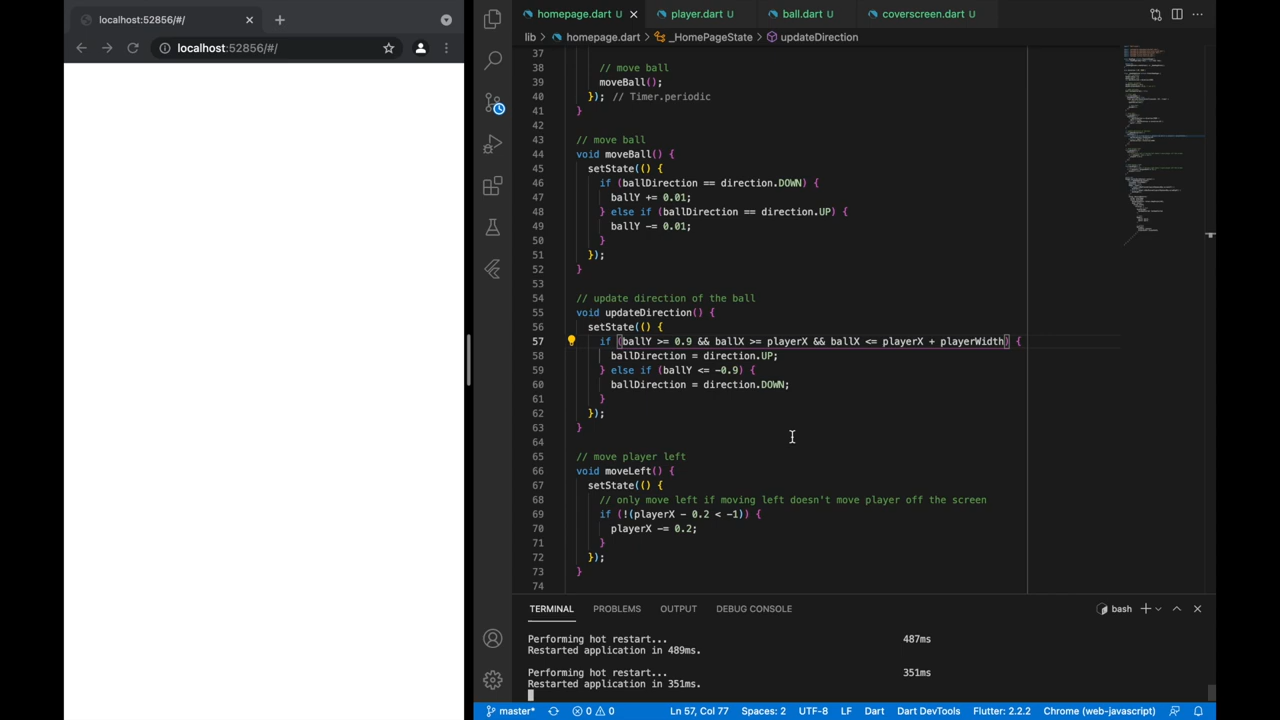 localhost:52856/#/
localhost:52856/#/
homepage.dart
player.dart
ball.dart
coverscreen.dart
lib > homepage.dart > _HomePageState > updateDirection
37
38 // move ball
39 moveBall();
40 }); // Timer.periodic
41 }
42
43 // move ball
44 void moveBall() {
45 setState(() {
46 if (ballDirection == direction.DOWN) {
47 ballY += 0.01;
48 } else if (ballDirection == direction.UP) {
49 ballY -= 0.01;
50 }
51 });
52 }
53
54 // update direction of the ball
55 void updateDirection() {
56 setState(() {
57 if (ballY >= 0.9 && ballX >= playerX && ballX <= playerX + playerWidth) {
58 ballDirection = direction.UP;
59 } else if (ballY <= -0.9) {
60 ballDirection = direction.DOWN;
61 }
62 });
63 }
64
65 // move player left
66 void moveLeft() {
67 setState(() {
68 // only move left if moving left doesn't move player off the screen
69 if (!(playerX - 0.2 < -1)) {
70 playerX -= 0.2;
71 }
72 });
73 }
74
TERMINAL PROBLEMS OUTPUT DEBUG CONSOLE
bash
Performing hot restart... 487ms
Restarted application in 489ms.
Performing hot restart... 351ms
Restarted application in 351ms.
master* 0 0 Ln 57, Col 77 Spaces: 2 UTF-8 LF Dart Dart DevTools Flutter: 2.2.2 Chrome (web-javascript)